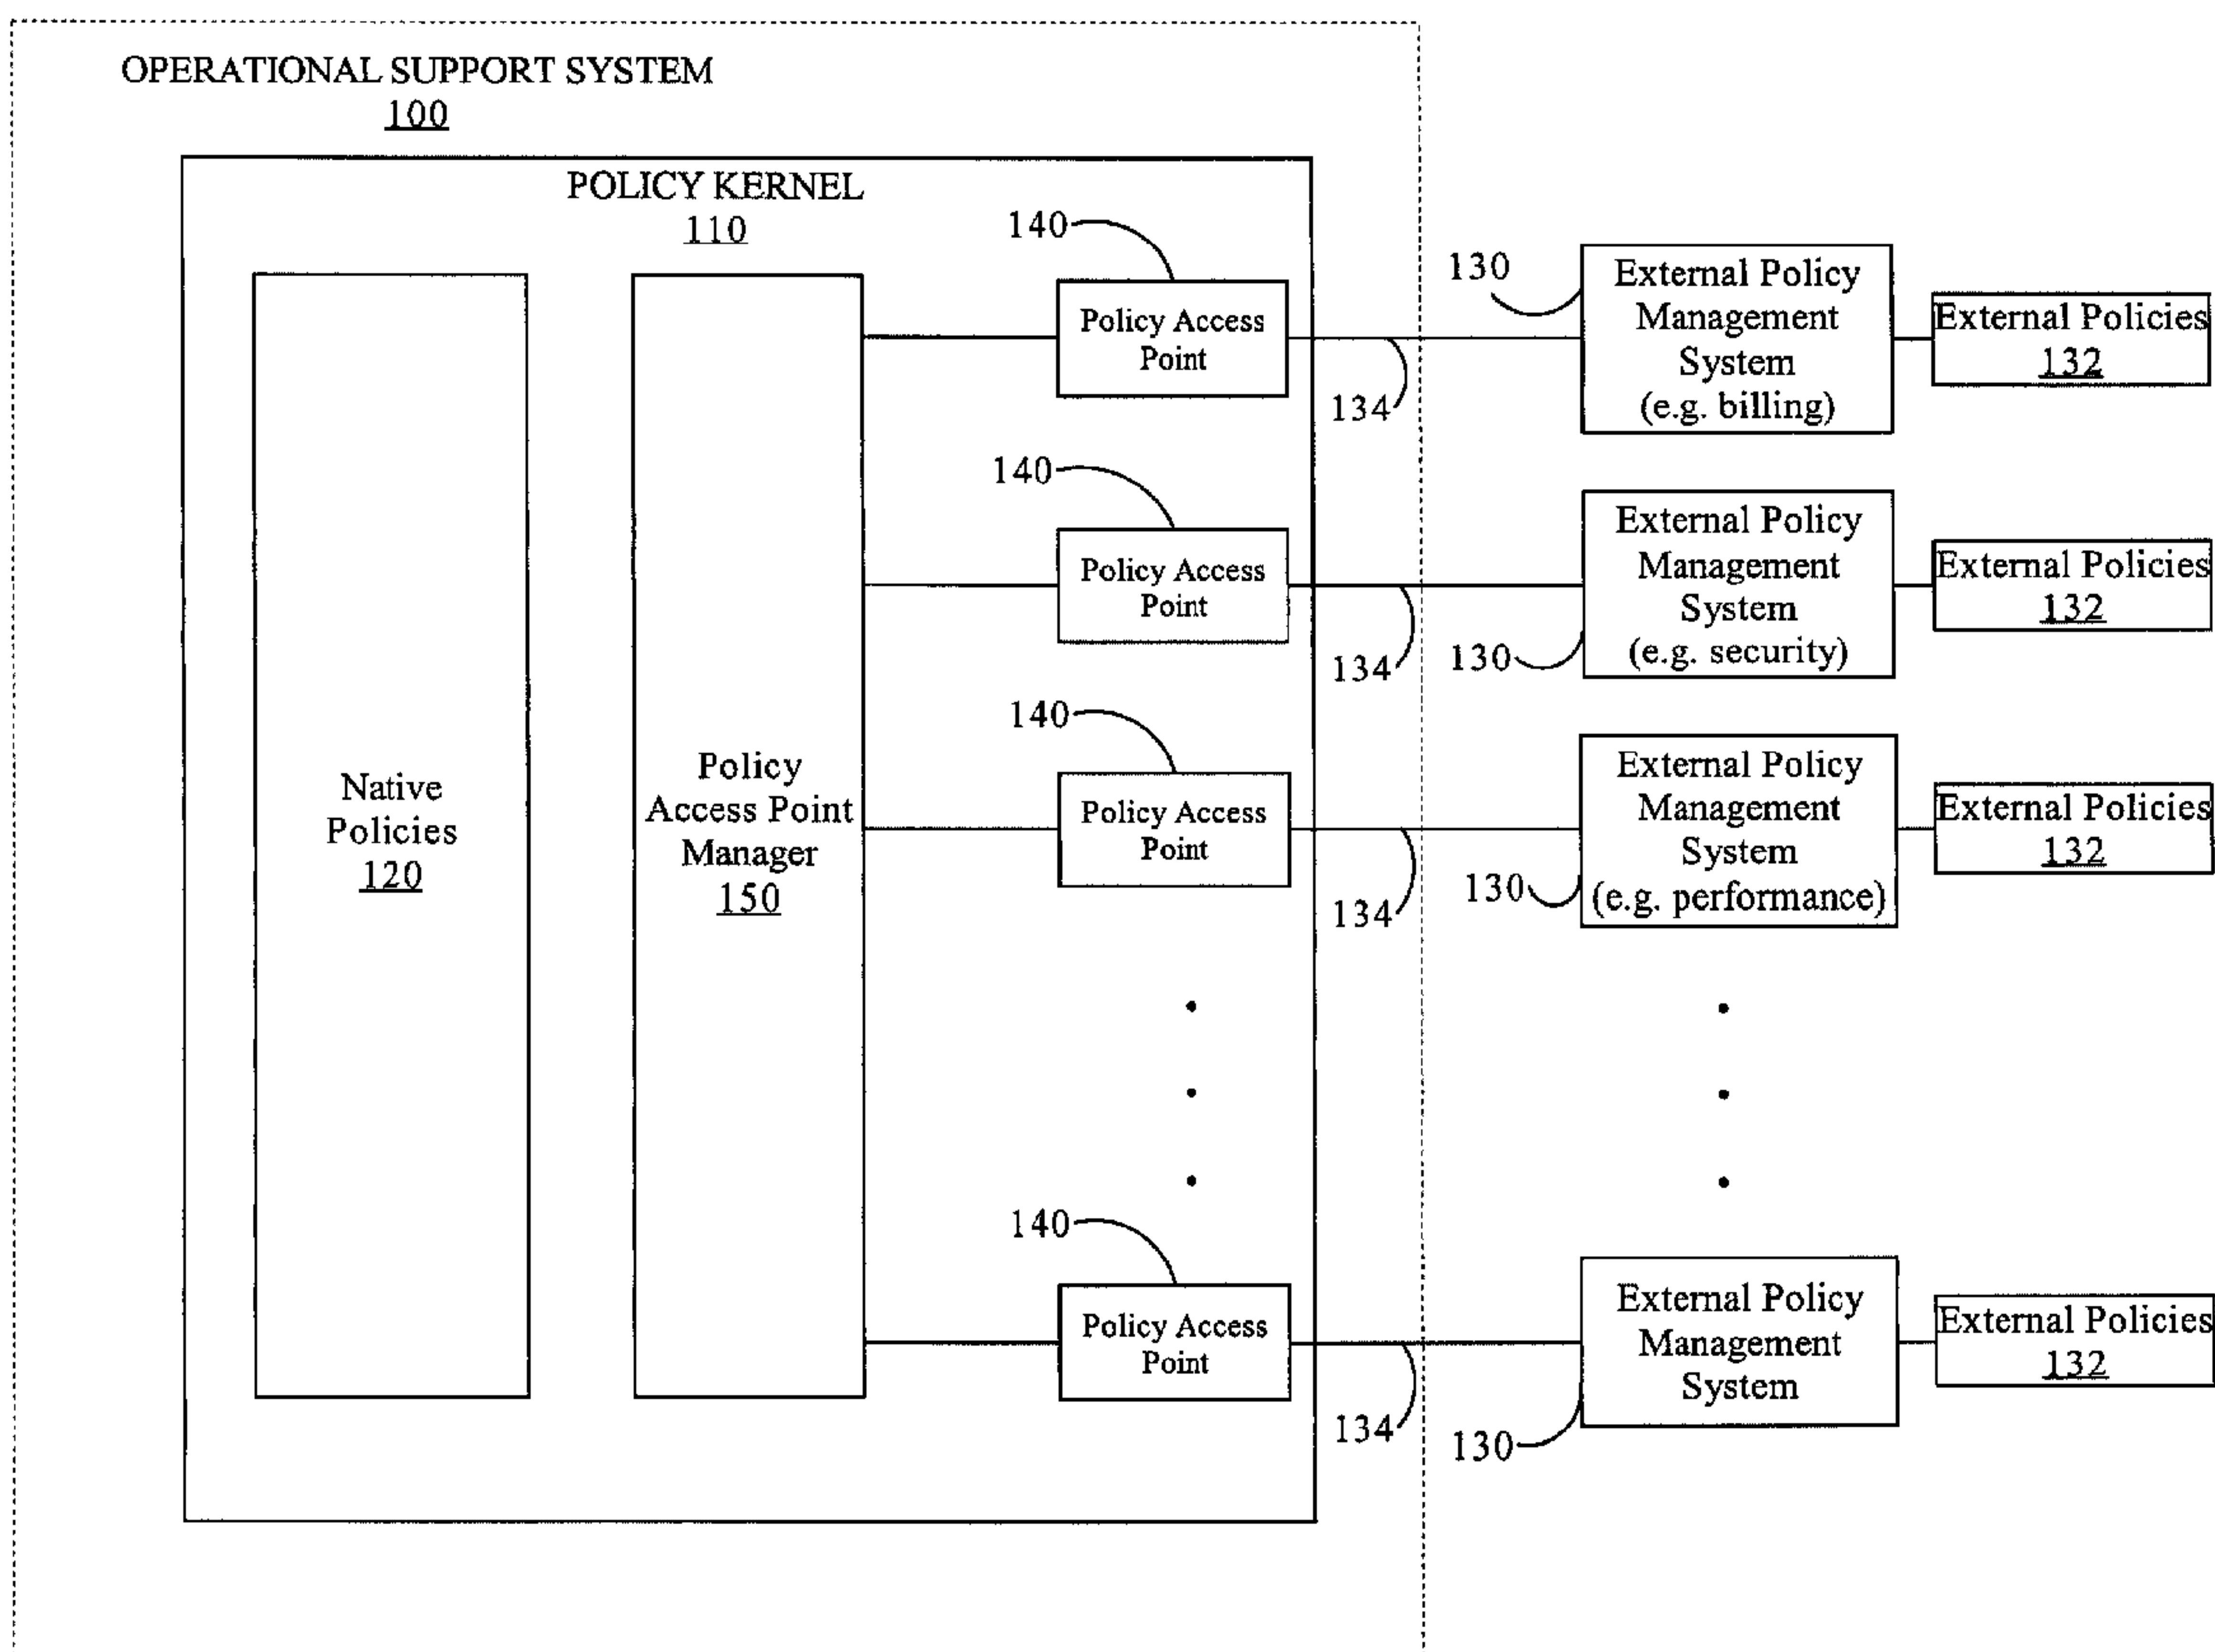 OPERATIONAL SUPPORT SYSTEM
100
POLICY KERNEL
110
Native
Policies
120
Policy
Access Point
Manager
150
140
Policy Access
Point
134
130
External Policy
Management
System
(e.g. billing)
External Policies
132
140
Policy Access
Point
134
130
External Policy
Management
System
(e.g. security)
External Policies
132
140
Policy Access
Point
134
130
External Policy
Management
System
(e.g. performance)
External Policies
132
140
Policy Access
Point
134
130
External Policy
Management
System
External Policies
132